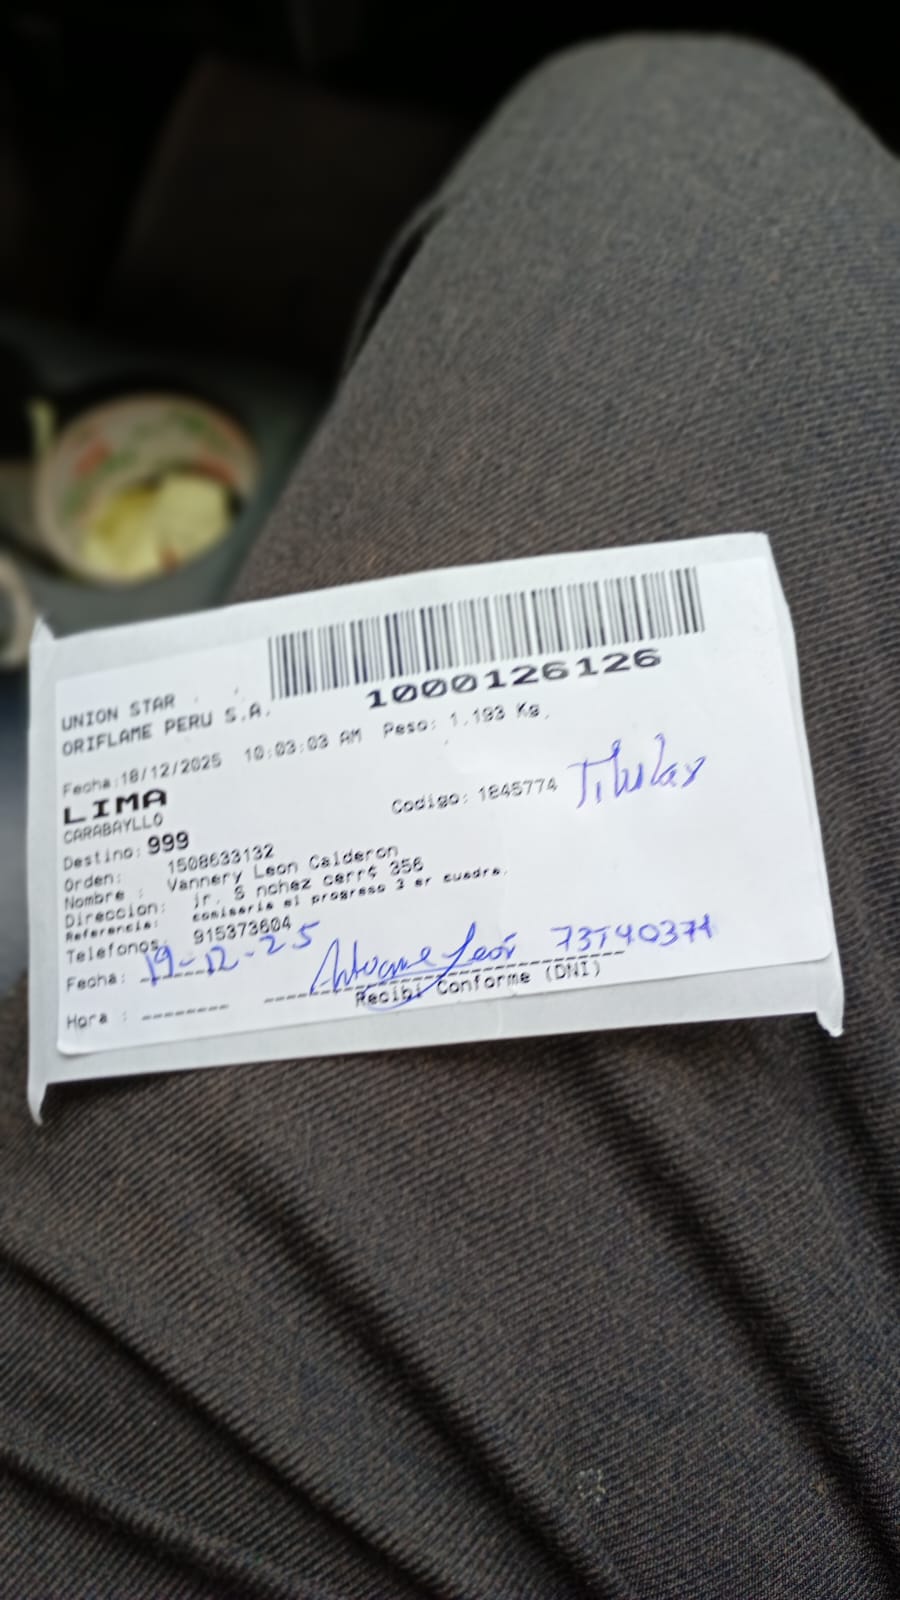 1000126126
UNION STAR
ORIFLAME PERU S.A.
Fecha:18/12/2025 10:03:03 AM Peso: 1.193 Kg.
LIMA
CARABAYLLO
Codigo: 1845774 Titular
Destino: 999
Orden: 1508633132
Nombre : Vannery Leon Calderon
Direccion: jr. S nchez cerr¢ 356
Referencia: comisaria el progreso 3 er cuadra.
Telefonos: 915373604
Fecha: 19-12-25 León
Recibi Conforme (DNI)
Hora :